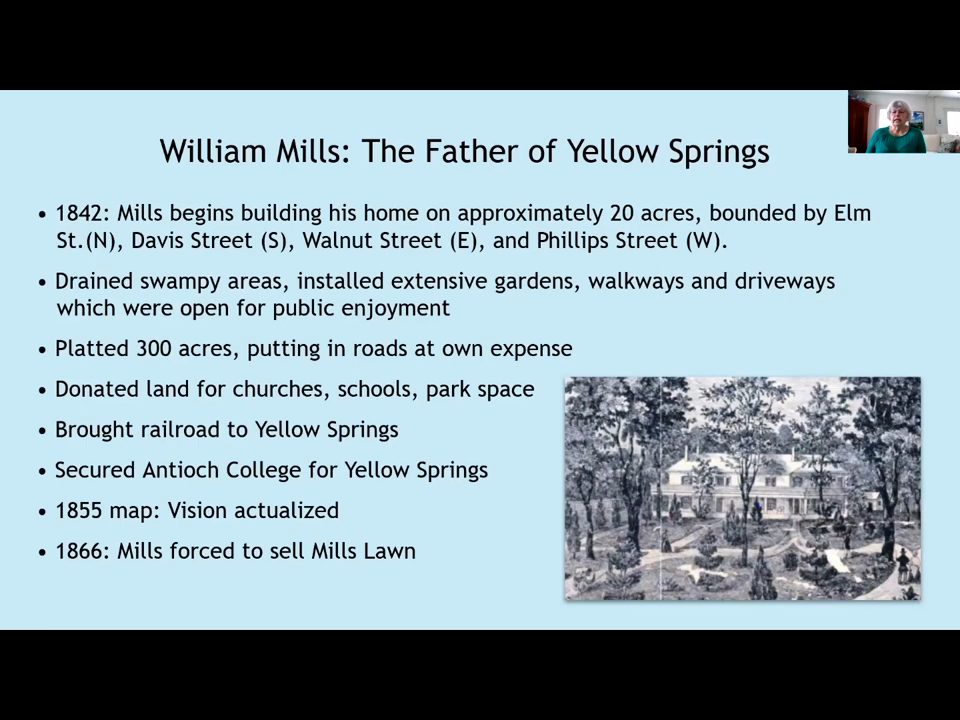 William Mills: The Father of Yellow Springs
• 1842: Mills begins building his home on approximately 20 acres, bounded by Elm
St.(N), Davis Street (S), Walnut Street (E), and Phillips Street (W).
• Drained swampy areas, installed extensive gardens, walkways and driveways
which were open for public enjoyment
• Platted 300 acres, putting in roads at own expense
• Donated land for churches, schools, park space
• Brought railroad to Yellow Springs
• Secured Antioch College for Yellow Springs
• 1855 map: Vision actualized
• 1866: Mills forced to sell Mills Lawn